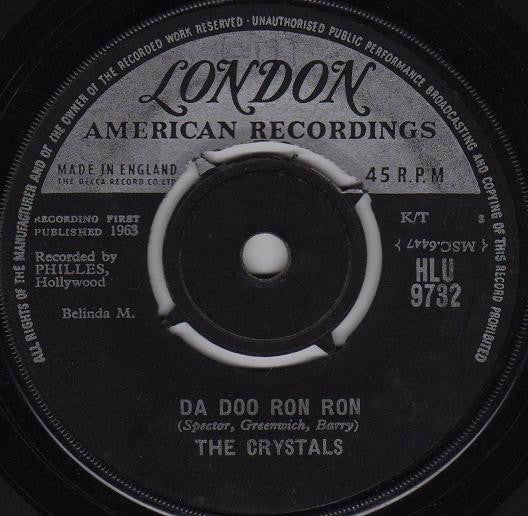 ALL RIGHTS OF THE MANUFACTURER AND OF THE OWNER OF THE RECORDED WORK RESERVED · UNAUTHORISED PUBLIC PERFORMANCE BROADCASTING AND COPYING OF THIS RECORD PROHIBITED
LONDON
AMERICAN RECORDINGS
MADE IN ENGLAND
THE DECCA RECORD CO LTD
45 R.P.M
RECORDING FIRST
PUBLISHED 1963
K/T
Recorded by
PHILLES,
Hollywood
{ MSC.6447 }
HLU
9732
Belinda M.
DA DOO RON RON
(Spector, Greenwich, Barry)
THE CRYSTALS